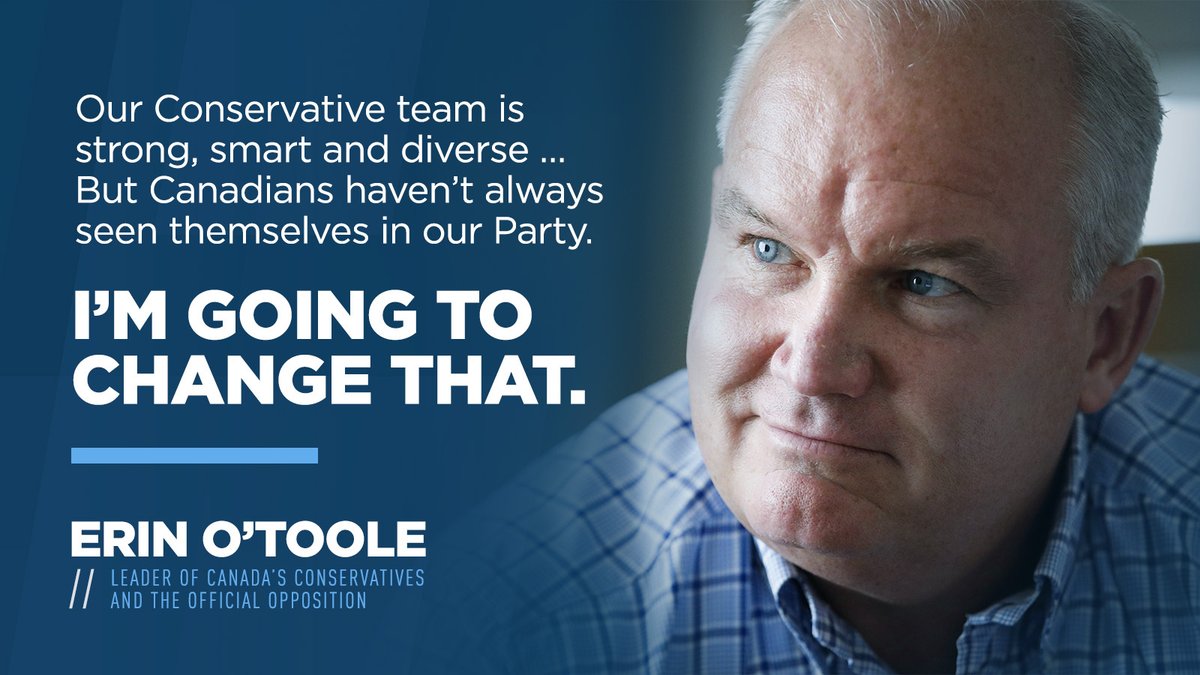 Our Conservative team is
strong, smart and diverse ...
But Canadians haven’t always
seen themselves in our Party.
I’M GOING TO
CHANGE THAT.
ERIN O’TOOLE
// LEADER OF CANADA’S CONSERVATIVES
AND THE OFFICIAL OPPOSITION